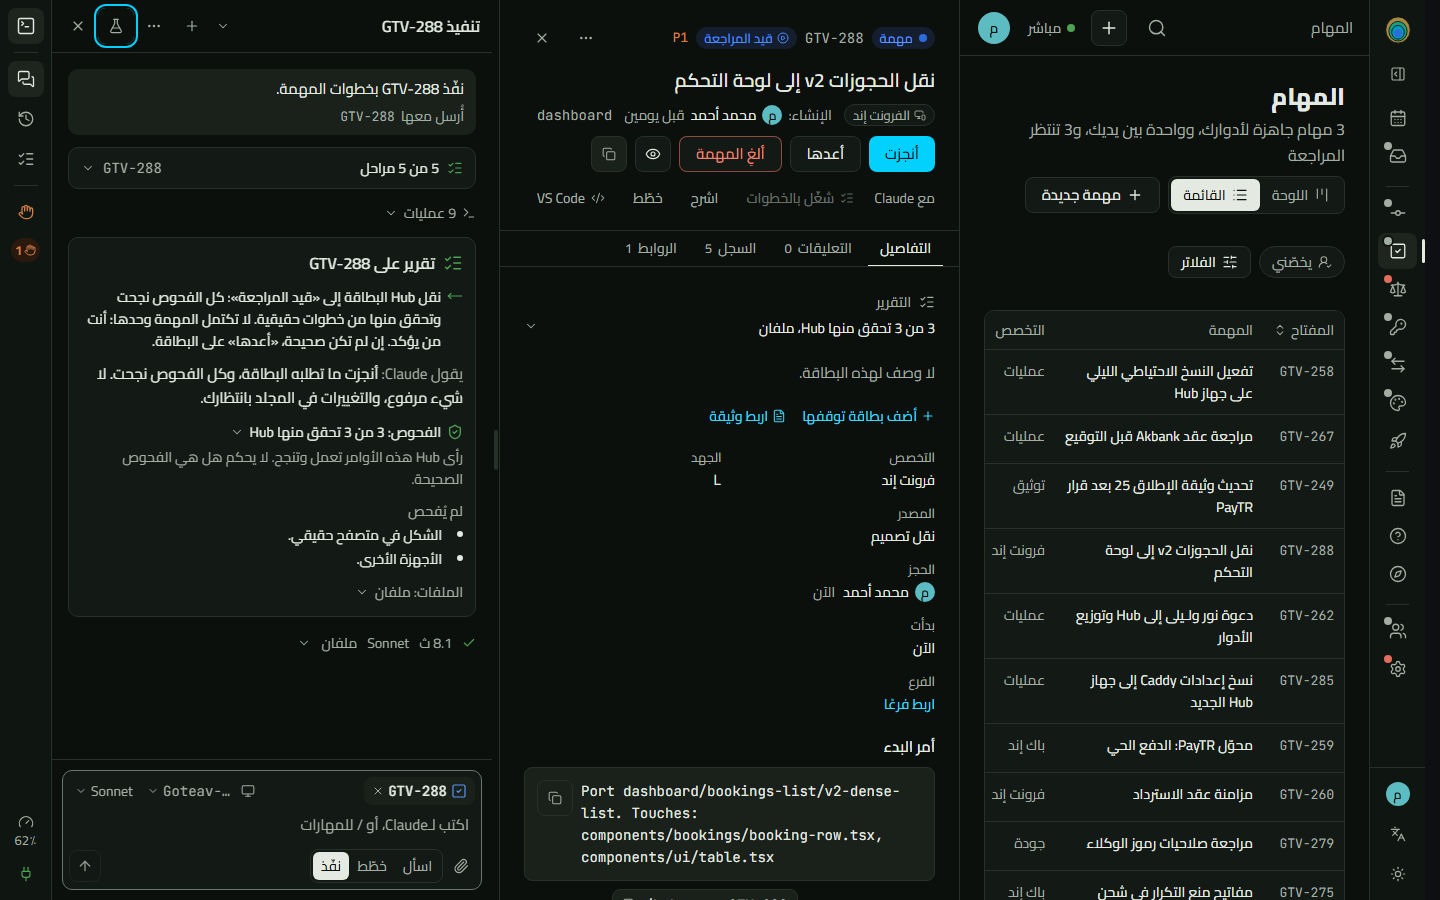 المهام
مباشر
م
المهام
3 مهام جاهزة لأدوارك، وواحدة بين يديك، و3 تنتظر
المراجعة
اللوحة
القائمة
+ مهمة جديدة
يخصّني
الفلاتر
المفتاح المهمة التخصص
GTV-258 تفعيل النسخ الاحتياطي الليلي عمليات
على جهاز Hub
GTV-267 مراجعة عقد Akbank قبل التوقيع عمليات
GTV-249 تحديث وثيقة الإطلاق 25 بعد قرار توثيق
PayTR
GTV-288 نقل الحجوزات v2 إلى لوحة فرونت إند
التحكم
GTV-262 دعوة نور وليلى إلى Hub وتوزيع عمليات
الأدوار
GTV-285 نسخ إعدادات Caddy إلى جهاز عمليات
Hub الجديد
GTV-259 محوّل PayTR: الدفع الحي باك إند
GTV-260 مزامنة عقد الاسترداد فرونت إند
GTV-279 مراجعة صلاحيات رموز الوكلاء جودة
GTV-275 مفاتيح منع التكرار في شحن باك إند
م
مهمة GTV-288 قيد المراجعة P1
نقل الحجوزات v2 إلى لوحة التحكم
الفرونت إند الإنشاء: م محمد أحمد قبل يومين dashboard
أنجزت
أعدها
ألغِ المهمة
مع Claude شغّل بالخطوات اشرح خطّط VS Code
التفاصيل التعليقات 0 السجل 5 الروابط 1
التقرير
3 من 3 تحقق منها Hub، ملفان
لا وصف لهذه البطاقة.
+ أضف بطاقة توقفها اربط وثيقة
التخصص الجهد
فرونت إند L
المصدر
نقل تصميم
الحجز
م محمد أحمد الآن
بدأت
الآن
الفرع
اربط فرعًا
أمر البدء
Port dashboard/bookings-list/v2-dense-
list. Touches:
components/bookings/booking-row.tsx,
components/ui/table.tsx
تنفيذ GTV-288
نفّذ GTV-288 بخطوات المهمة.
أُرسل معها GTV-288
5 من 5 مراحل GTV-288
9 عمليات
تقرير على GTV-288
نقل Hub البطاقة إلى «قيد المراجعة»: كل الفحوص نجحت
وتحقق منها من خطوات حقيقية. لا تكتمل المهمة وحدها: أنت
من يؤكد. إن لم تكن صحيحة، «أعدها» على البطاقة.
يقول Claude: أنجزت ما تطلبه البطاقة، وكل الفحوص نجحت. لا
شيء مرفوع، والتغييرات في المجلد بانتظارك.
الفحوص: 3 من 3 تحقق منها Hub
رأى Hub هذه الأوامر تعمل وتنجح. لا يحكم هل هي الفحوص
الصحيحة.
لم يُفحص
• الشكل في متصفح حقيقي.
• الأجهزة الأخرى.
الملفات: ملفان
8.1 ث Sonnet ملفان
GTV-288 Goteav-… Sonnet
اكتب لـClaude، أو / للمهارات
اسأل خطّط نفّذ
1
62٪